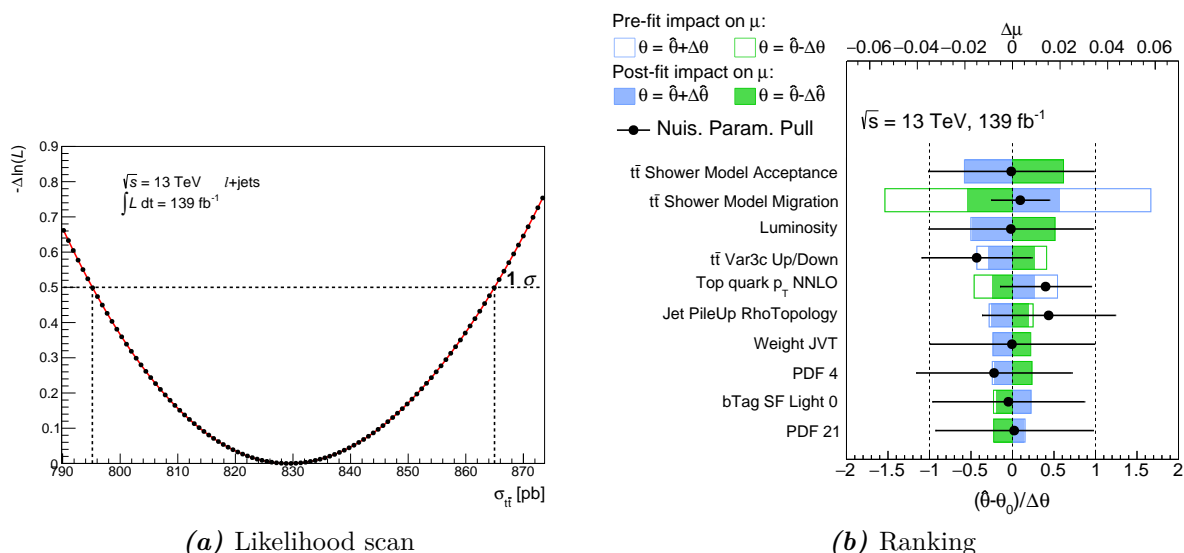 -Δln(L)
0.9
0.8
0.7
0.6
0.5
0.4
0.3
0.2
0.1
0
√s = 13 TeV l+jets
∫L dt = 139 fb⁻¹
1 σ
790 800 810 820 830 840 850 860 870
σ_tt̄ [pb]
(a) Likelihood scan
Pre-fit impact on μ:
θ = θ̂+Δθ θ = θ̂-Δθ
Post-fit impact on μ:
θ = θ̂+Δθ̂ θ = θ̂-Δθ̂
Nuis. Param. Pull
Δμ
−0.06 −0.04 −0.02 0 0.02 0.04 0.06
√s = 13 TeV, 139 fb⁻¹
tt̄ Shower Model Acceptance
tt̄ Shower Model Migration
Luminosity
tt̄ Var3c Up/Down
Top quark p_T NNLO
Jet PileUp RhoTopology
Weight JVT
PDF 4
bTag SF Light 0
PDF 21
−2 −1.5 −1 −0.5 0 0.5 1 1.5 2
(θ̂-θ₀)/Δθ
(b) Ranking